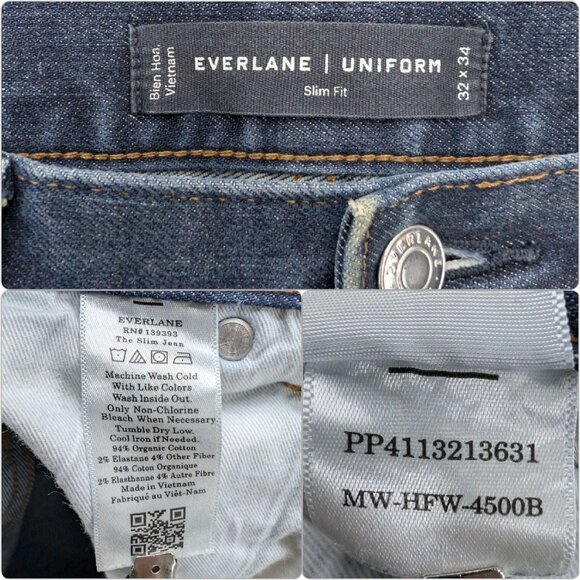 Bien Hoa,
Vietnam
EVERLANE | UNIFORM
Slim Fit
32 x 34
EVERLANE
EVERLANE
RN# 139393
The Slim Jean
Machine Wash Cold
With Like Colors.
Wash Inside Out.
Only Non-Chlorine
Bleach When Necessary.
Tumble Dry Low.
Cool Iron if Needed.
94% Organic Cotton
2% Elastane 4% Other Fiber
94% Coton Organique
2% Élasthanne 4% Autre Fibre
Made in Vietnam
Fabriqué au Viêt-Nam
PP4113213631
MW-HFW-4500B